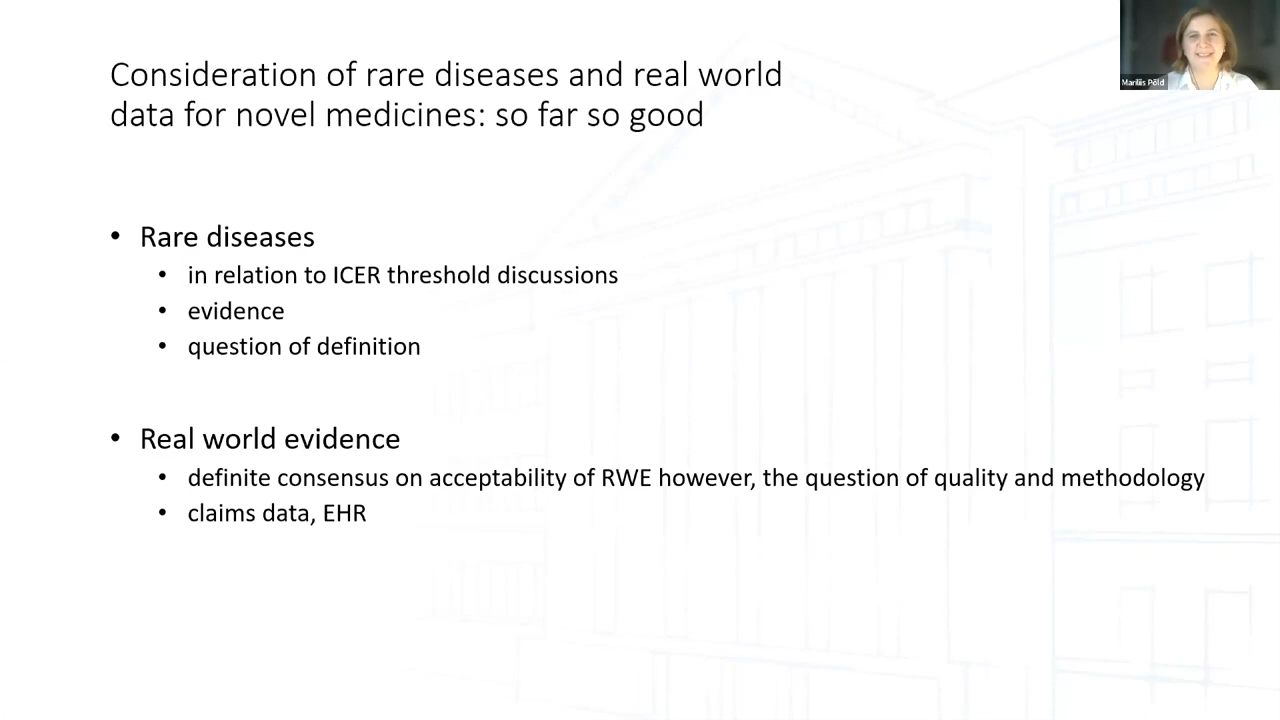 Consideration of rare diseases and real world
data for novel medicines: so far so good
Mariliis Põld
• Rare diseases
• in relation to ICER threshold discussions
• evidence
• question of definition
• Real world evidence
• definite consensus on acceptability of RWE however, the question of quality and methodology
• claims data, EHR